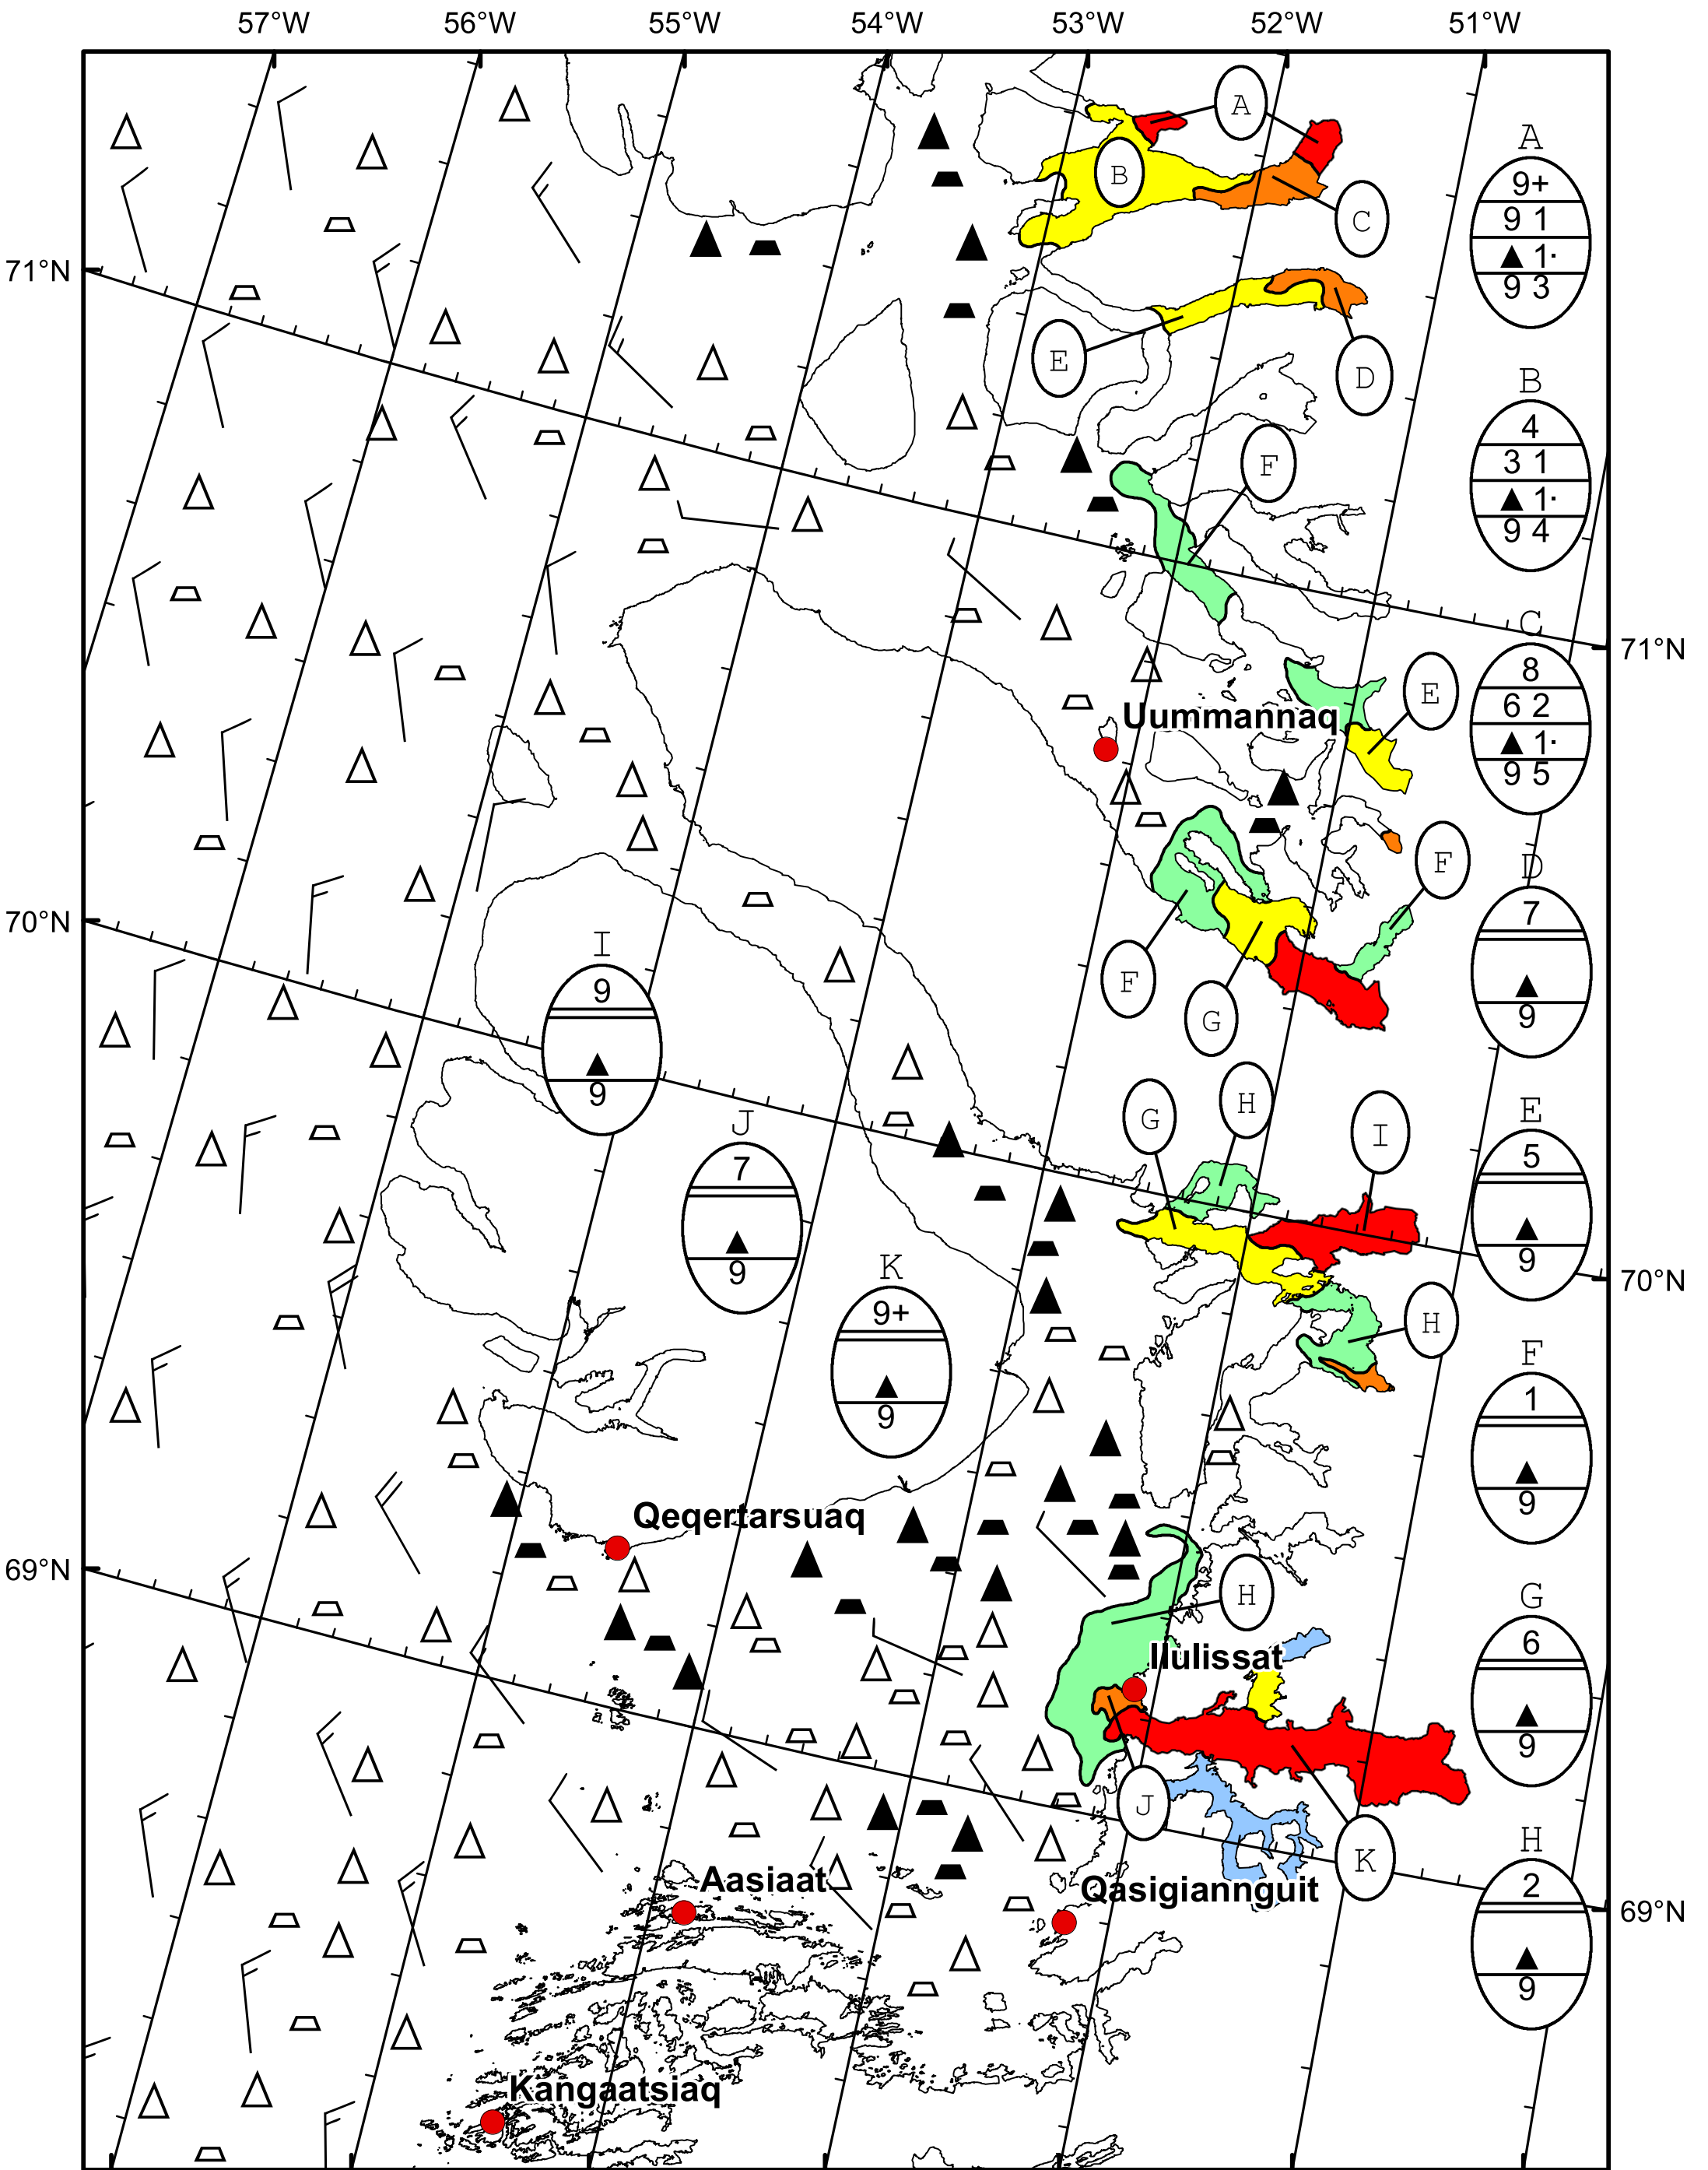 57°W 56°W 55°W 54°W 53°W 52°W 51°W
A
A
9+
B
9 1
C
▲ 1·
71°N
9 3
E
D
B
4
F
3 1
▲ 1·
9 4
C
71°N
8
E
6 2
Uummannaq
▲ 1·
9 5
F
D
7
70°N
I
9
F
▲
G
9
▲
9
H
G
E
J
I
5
7
▲
▲
9
9
70°N
K
9+
H
▲
9
F
1
▲
9
Qeqertarsuaq
69°N
H
G
Ilulissat
6
▲
9
J
K
H
Aasiaat
2
Qasigiannguit
69°N
▲
9
Kangaatsiaq